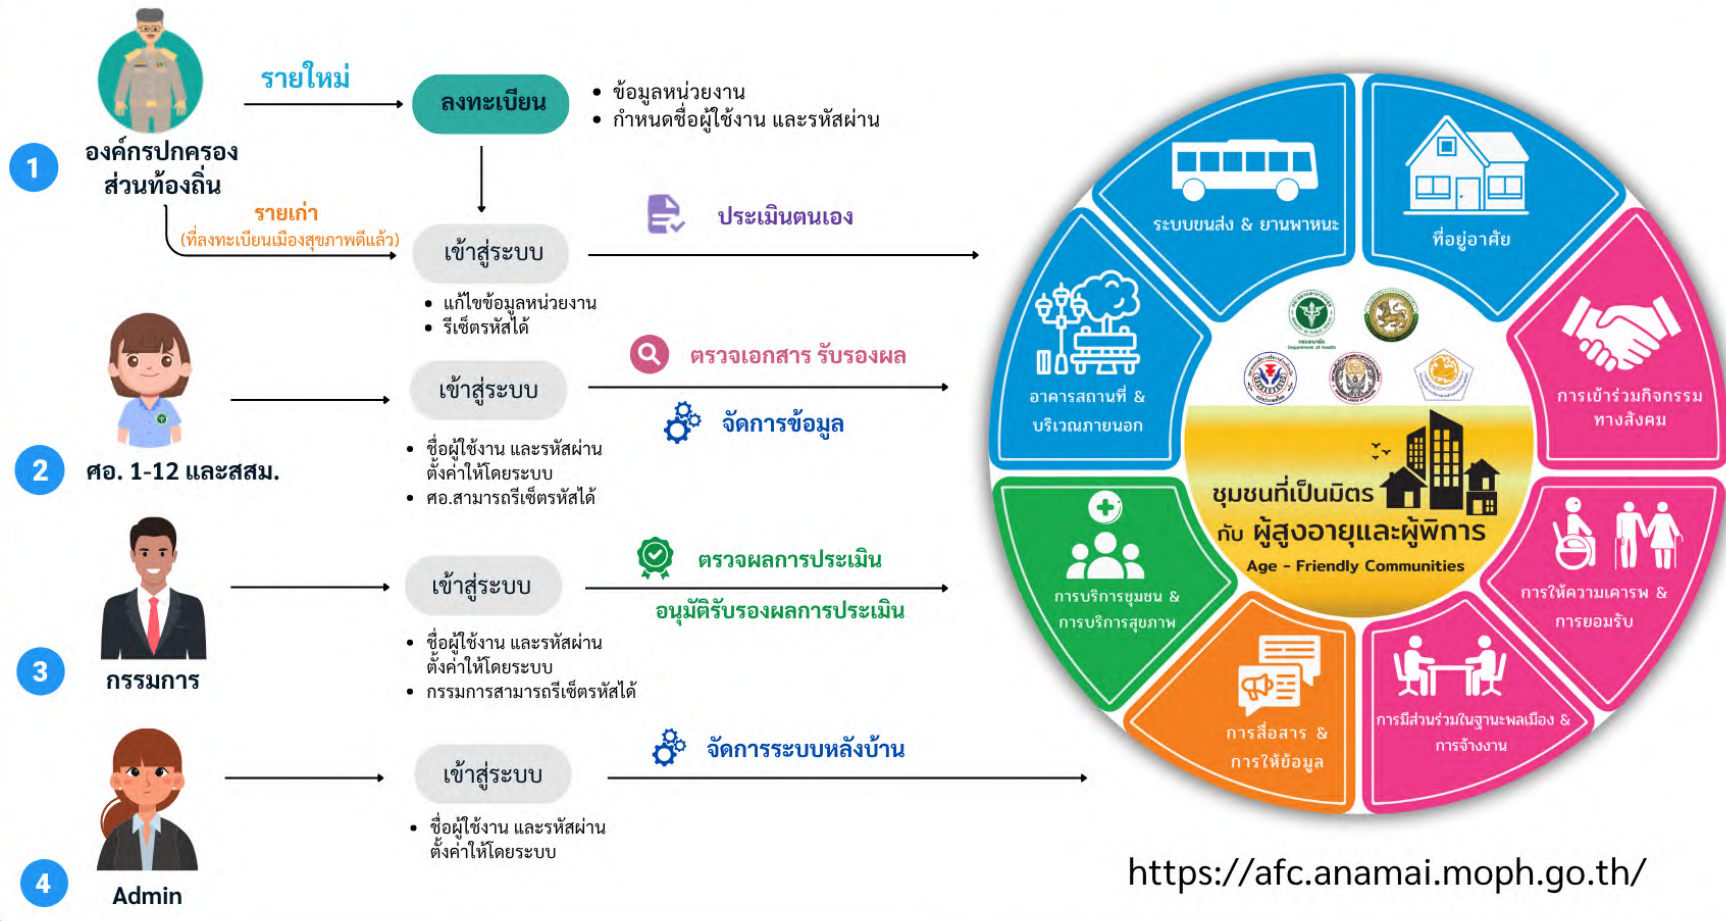 รายใหม่
ลงทะเบียน
• ข้อมูลหน่วยงาน
• กำหนดชื่อผู้ใช้งาน และรหัสผ่าน
1
องค์กรปกครอง
ส่วนท้องถิ่น
รายเก่า
(ที่ลงทะเบียนเมืองสุขภาพดีแล้ว)
เข้าสู่ระบบ
ประเมินตนเอง
• แก้ไขข้อมูลหน่วยงาน
• รีเซ็ตรหัสได้
2
ศอ. 1-12 และสสม.
เข้าสู่ระบบ
ตรวจเอกสาร รับรองผล
จัดการข้อมูล
• ชื่อผู้ใช้งาน และรหัสผ่าน
ตั้งค่าให้โดยระบบ
• ศอ.สามารถรีเซ็ตรหัสได้
3
กรรมการ
เข้าสู่ระบบ
ตรวจผลการประเมิน
อนุมัติรับรองผลการประเมิน
• ชื่อผู้ใช้งาน และรหัสผ่าน
ตั้งค่าให้โดยระบบ
• กรรมการสามารถรีเซ็ตรหัสได้
4
Admin
เข้าสู่ระบบ
จัดการระบบหลังบ้าน
• ชื่อผู้ใช้งาน และรหัสผ่าน
ตั้งค่าให้โดยระบบ
ระบบขนส่ง & ยานพาหนะ
ที่อยู่อาศัย
อาคารสถานที่ &
บริเวณภายนอก
การเข้าร่วมกิจกรรม
ทางสังคม
กรมอนามัย
Department of Health
ชุมชนที่เป็นมิตร
กับ ผู้สูงอายุและผู้พิการ
Age - Friendly Communities
การบริการชุมชน &
การบริการสุขภาพ
การให้ความเคารพ &
การยอมรับ
การสื่อสาร &
การให้ข้อมูล
การมีส่วนร่วมในฐานะพลเมือง &
การจ้างงาน
https://afc.anamai.moph.go.th/